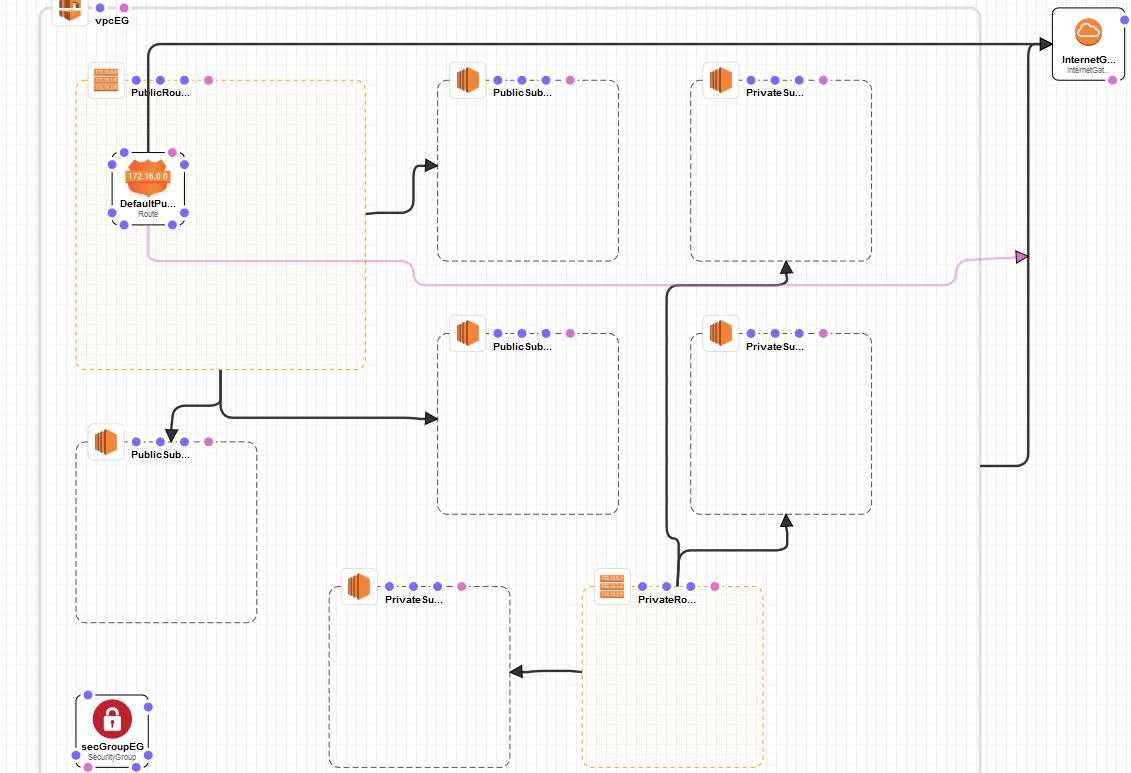 vpcEG
InternetG...
InternetGat...
PublicRou...
PublicSub...
PrivateSu...
172.16.0.0
DefaultPu...
Route
PublicSub...
PrivateSu...
PublicSub...
PrivateSu...
PrivateRo...
secGroupEG
SecurityGroup